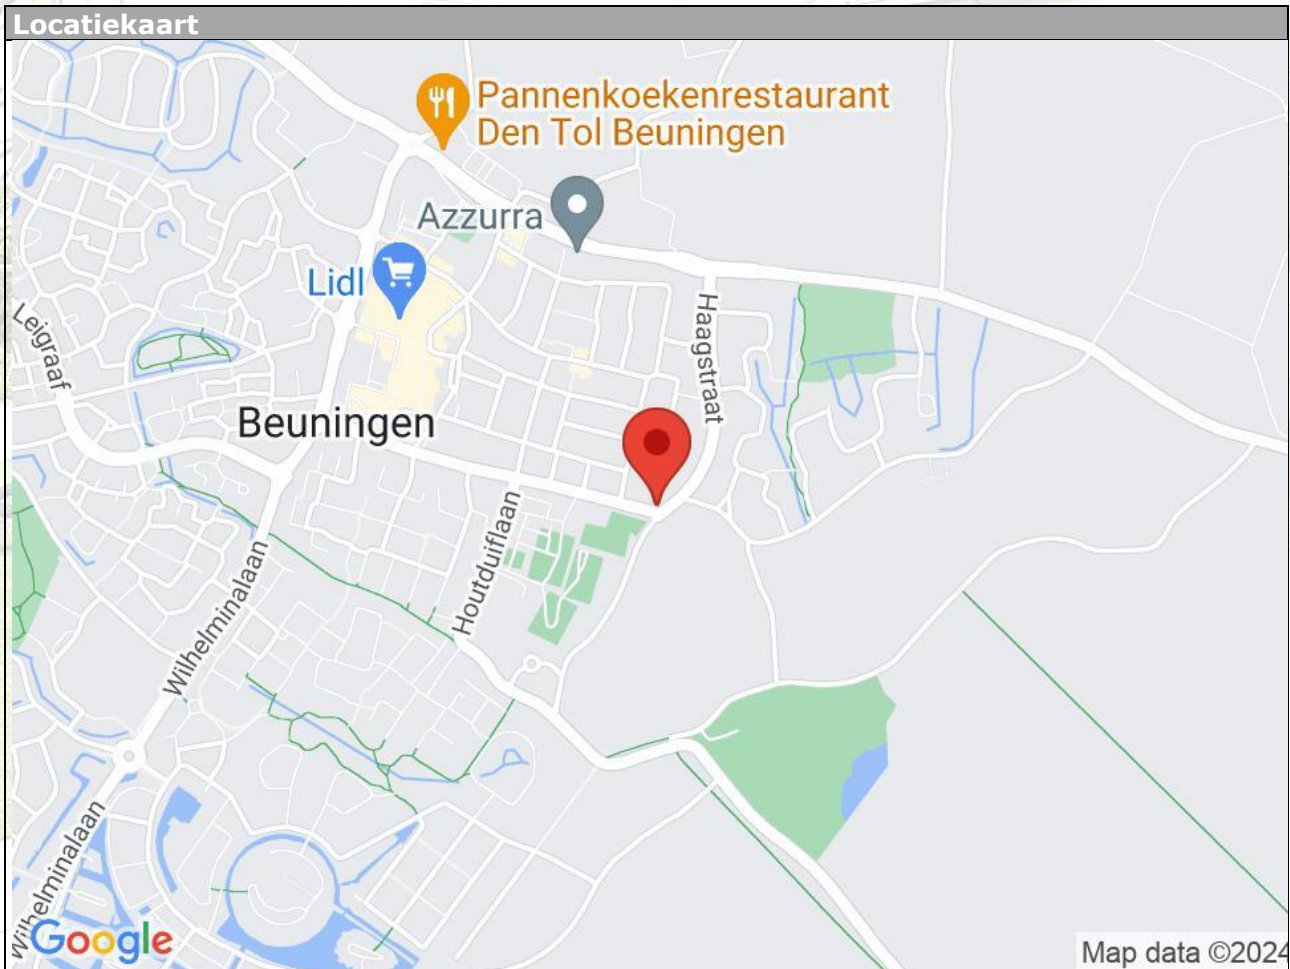 Locatiekaart
Pannenkoekenrestaurant
Den Tol Beuningen
Azzurra
Lidl
Leigraaf
Haagstraat
Beuningen
Houtduiflaan
Wilhelminalaan
Wilhelminalaan
Google
Map data ©2024